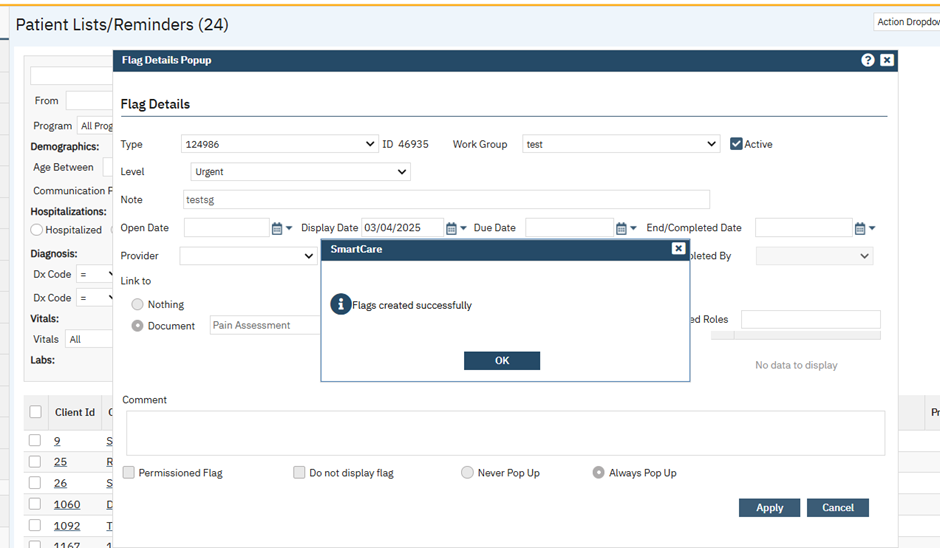 Patient Lists/Reminders (24)
Action Dropdow
Flag Details Popup
Flag Details
Type 124986 ID 46935 Work Group test Active
Level Urgent
Note testsg
Open Date Display Date 03/04/2025 Due Date End/Completed Date
Provider pleted By
Link to
Nothing
Document Pain Assessment
ed Roles
No data to display
SmartCare
Flags created successfully
OK
Comment
Permissioned Flag Do not display flag Never Pop Up Always Pop Up
Apply Cancel
From
Program All Prog
Demographics:
Age Between
Communication P
Hospitalizations:
Hospitalized
Diagnosis:
Dx Code =
Dx Code =
Vitals:
Vitals All
Labs:
Client Id C Pr
9 S
25 R
26 S
1060 D
1092 T
1167 1